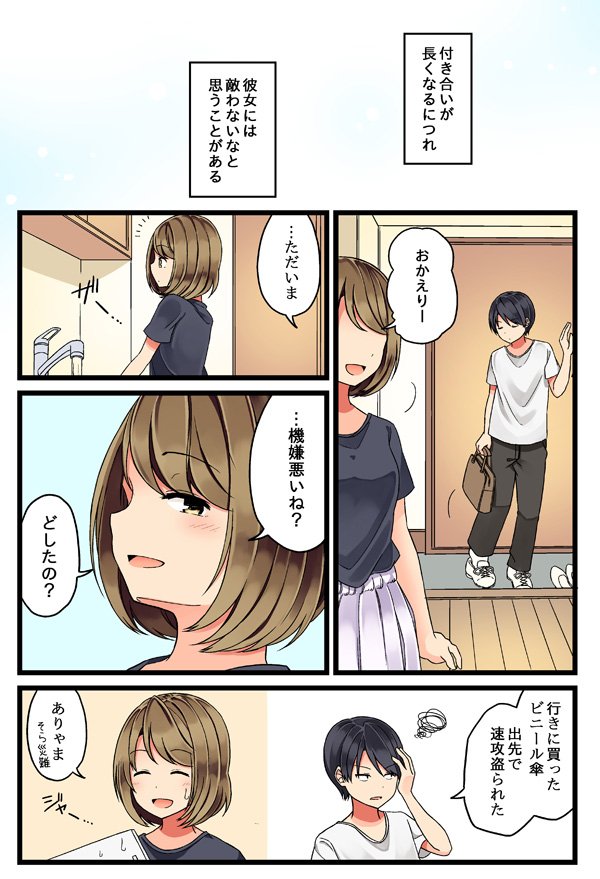 付き合いが
長くなるにつれ
彼女には
敵わないなと
思うことがある
おかえりー
…ただいま
ザー…
…機嫌悪いね？
どしたの？
行きに買った
ビニール傘
出先で
速攻盗られた
ありゃま
そら災難
ジャー…